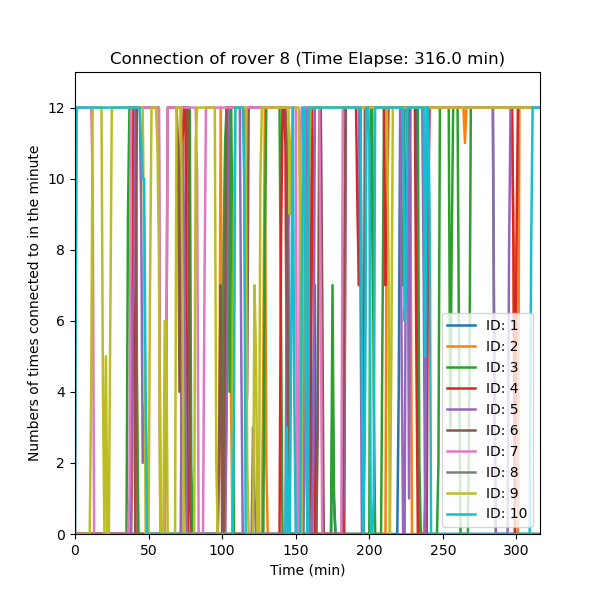 Connection of rover 8 (Time Elapse: 316.0 min)
Numbers of times connected to in the minute
12
10
8
6
4
2
0
0 50 100 150 200 250 300
Time (min)
ID: 1
ID: 2
ID: 3
ID: 4
ID: 5
ID: 6
ID: 7
ID: 8
ID: 9
ID: 10